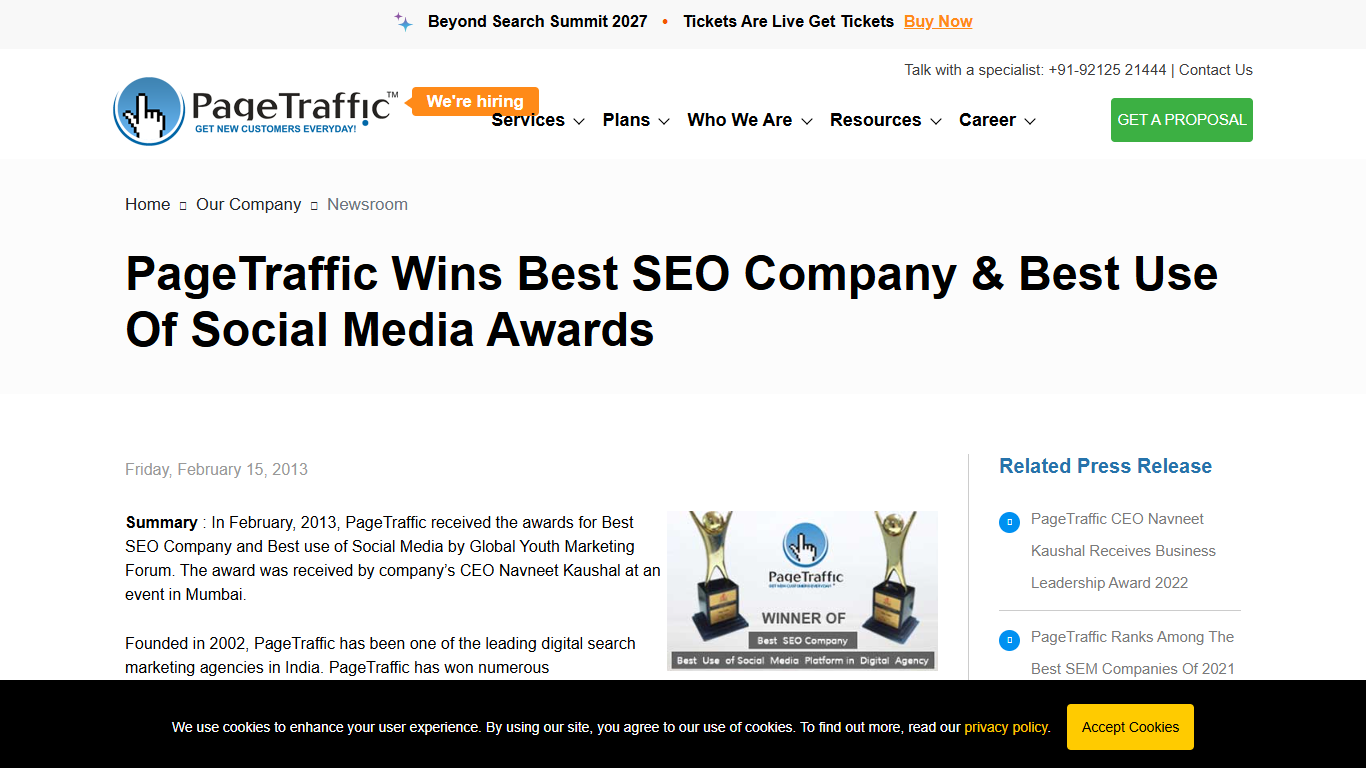 Beyond Search Summit 2027 • Tickets Are Live Get Tickets Buy Now
Talk with a specialist: +91-92125 21444 | Contact Us
PageTraffic™
GET NEW CUSTOMERS EVERYDAY!
We're hiring
Services Plans Who We Are Resources Career
GET A PROPOSAL
Home Our Company Newsroom
PageTraffic Wins Best SEO Company & Best Use
Of Social Media Awards
Friday, February 15, 2013
Summary : In February, 2013, PageTraffic received the awards for Best
SEO Company and Best use of Social Media by Global Youth Marketing
Forum. The award was received by company’s CEO Navneet Kaushal at an
event in Mumbai.
Founded in 2002, PageTraffic has been one of the leading digital search
marketing agencies in India. PageTraffic has won numerous
PageTraffic
GET NEW CUSTOMERS EVERYDAY!
WINNER OF
Best SEO Company
Best Use of Social Media Platform in Digital Agency
Related Press Release
PageTraffic CEO Navneet
Kaushal Receives Business
Leadership Award 2022
PageTraffic Ranks Among The
Best SEM Companies Of 2021
We use cookies to enhance your user experience. By using our site, you agree to our use of cookies. To find out more, read our privacy policy.
Accept Cookies